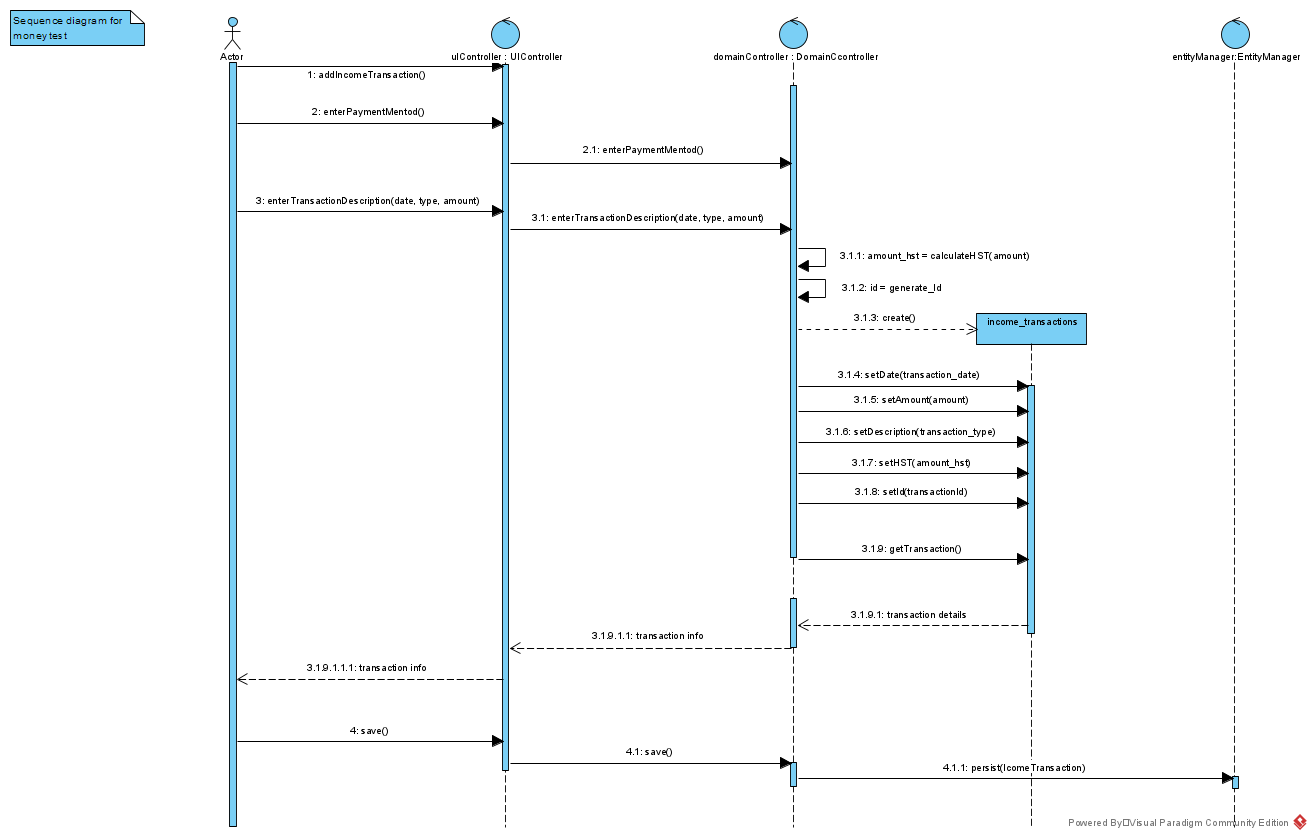 Sequence diagram for
moneytest
Actor
uiController : UIController
domainController : DomainCcontroller
entityManager:EntityManager
1: addIncomeTransaction()
2: enterPaymentMentod()
2.1: enterPaymentMentod()
3: enterTransactionDescription(date, type, amount)
3.1: enterTransactionDescription(date, type, amount)
3.1.1: amount_hst = calculateHST(amount)
3.1.2: id = generate_Id
3.1.3: create()
income_transactions
3.1.4: setDate(transaction_date)
3.1.5: setAmount(amount)
3.1.6: setDescription(transaction_type)
3.1.7: setHST(amount_hst)
3.1.8: setId(transactionId)
3.1.9: getTransaction()
3.1.9.1: transaction details
3.1.9.1.1: transaction info
3.1.9.1.1.1: transaction info
4: save()
4.1: save()
4.1.1: persist(IcomeTransaction)
Powered By□Visual Paradigm Community Edition